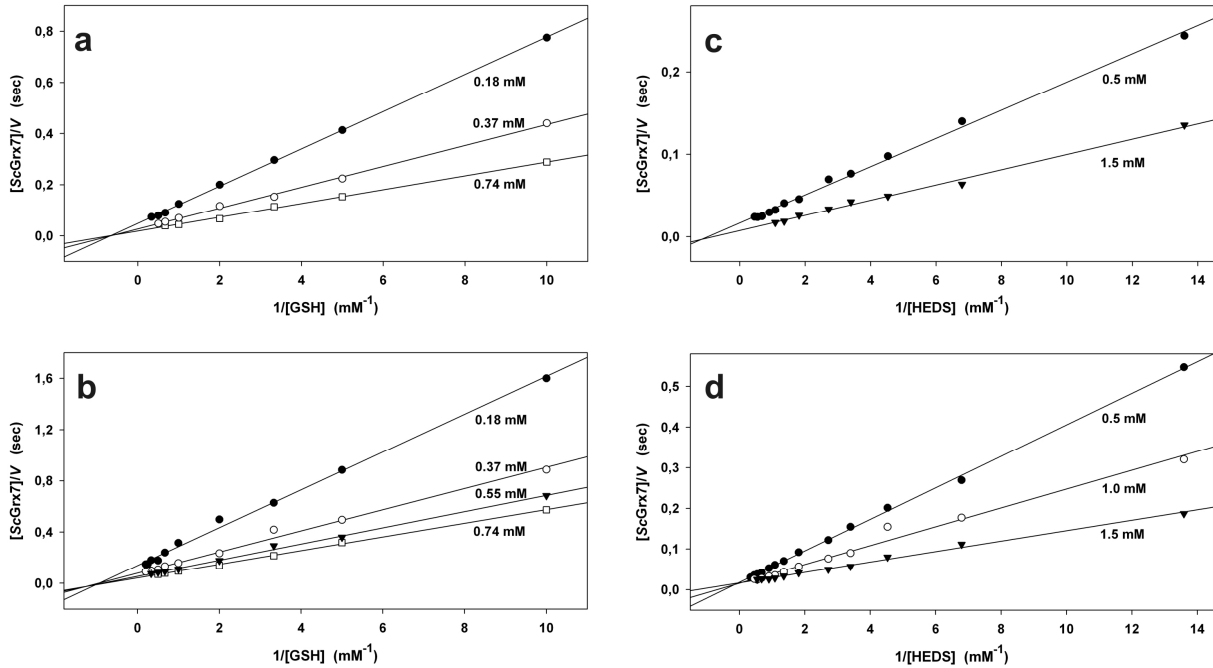 a
[ScGrx7]/V (sec)
0,8
0,6
0,4
0,2
0,0
0.18 mM
0.37 mM
0.74 mM
0 2 4 6 8 10
1/[GSH] (mM-1)
c
[ScGrx7]/V (sec)
0,2
0,1
0,0
0.5 mM
1.5 mM
0 2 4 6 8 10 12 14
1/[HEDS] (mM-1)
b
[ScGrx7]/V (sec)
1,6
1,2
0,8
0,4
0,0
0.18 mM
0.37 mM
0.55 mM
0.74 mM
0 2 4 6 8 10
1/[GSH] (mM-1)
d
[ScGrx7]/V (sec)
0,5
0,4
0,3
0,2
0,1
0,0
0.5 mM
1.0 mM
1.5 mM
0 2 4 6 8 10 12 14
1/[HEDS] (mM-1)